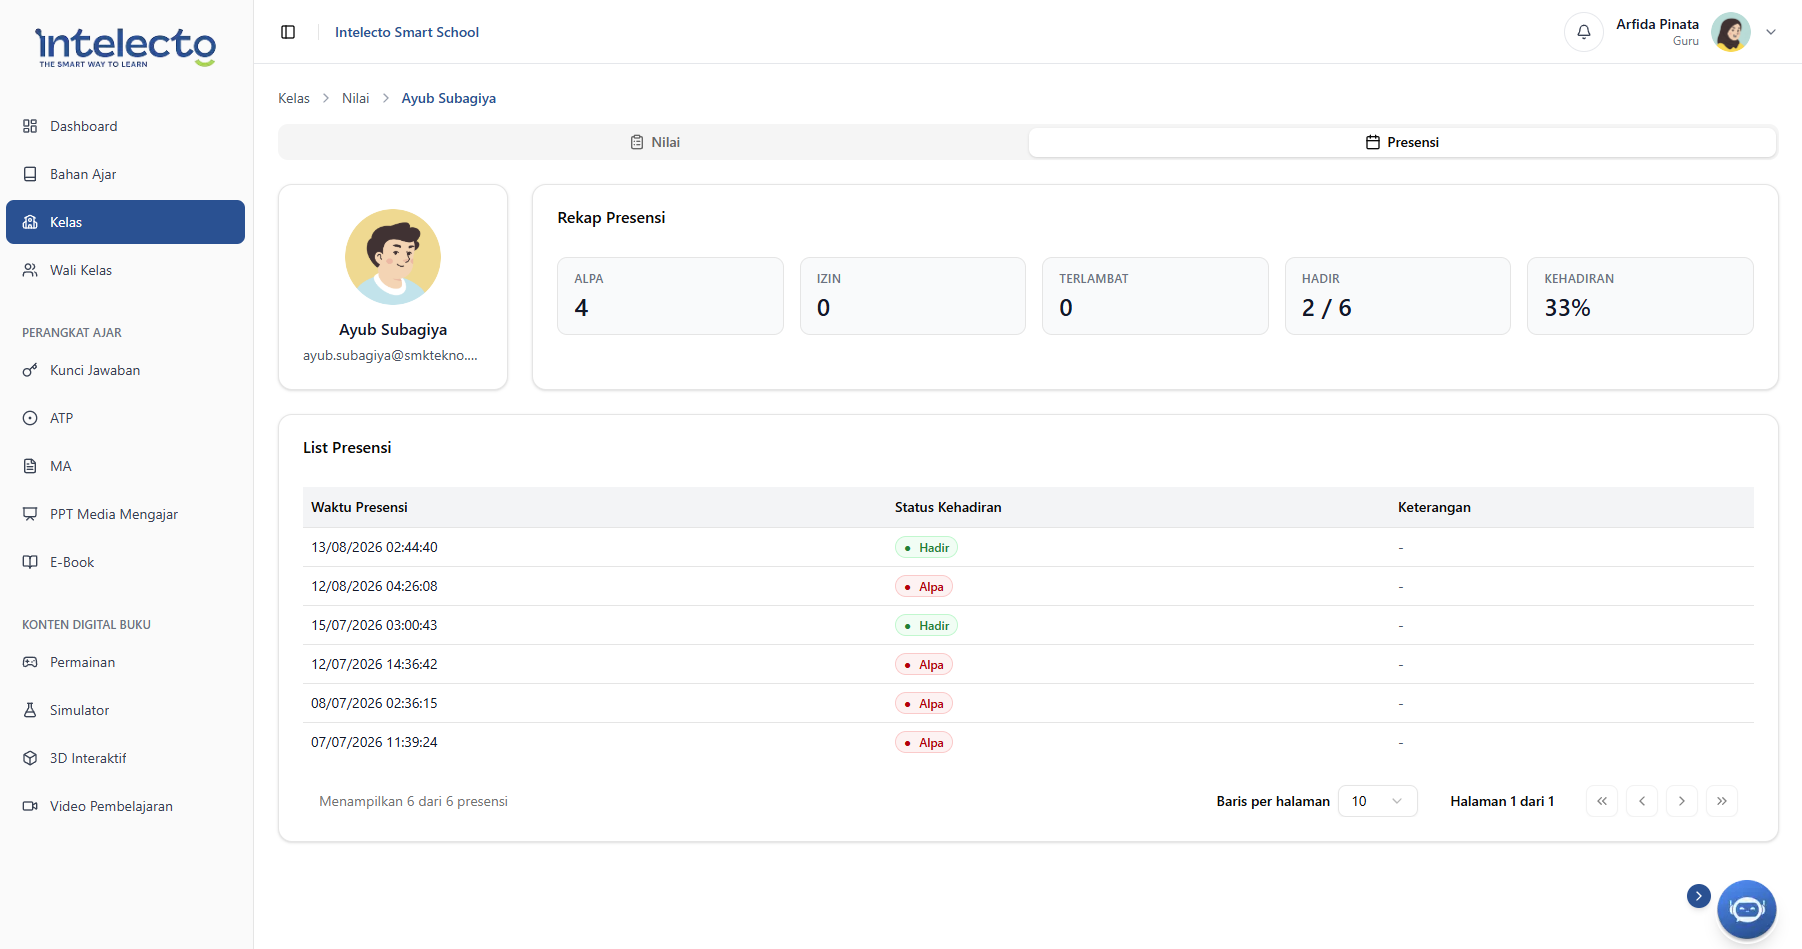 intelecto
THE SMART WAY TO LEARN
Intelecto Smart School
Arfida Pinata
Guru
Dashboard
Bahan Ajar
Kelas
Wali Kelas
PERANGKAT AJAR
Kunci Jawaban
ATP
MA
PPT Media Mengajar
E-Book
KONTEN DIGITAL BUKU
Permainan
Simulator
3D Interaktif
Video Pembelajaran
Kelas > Nilai > Ayub Subagiya
Nilai
Presensi
Ayub Subagiya
ayub.subagiya@smktekno....
Rekap Presensi
ALPA
4
IZIN
0
TERLAMBAT
0
HADIR
2 / 6
KEHADIRAN
33%
List Presensi
Waktu Presensi Status Kehadiran Keterangan
13/08/2026 02:44:40 Hadir -
12/08/2026 04:26:08 Alpa -
15/07/2026 03:00:43 Hadir -
12/07/2026 14:36:42 Alpa -
08/07/2026 02:36:15 Alpa -
07/07/2026 11:39:24 Alpa -
Menampilkan 6 dari 6 presensi
Baris per halaman 10
Halaman 1 dari 1